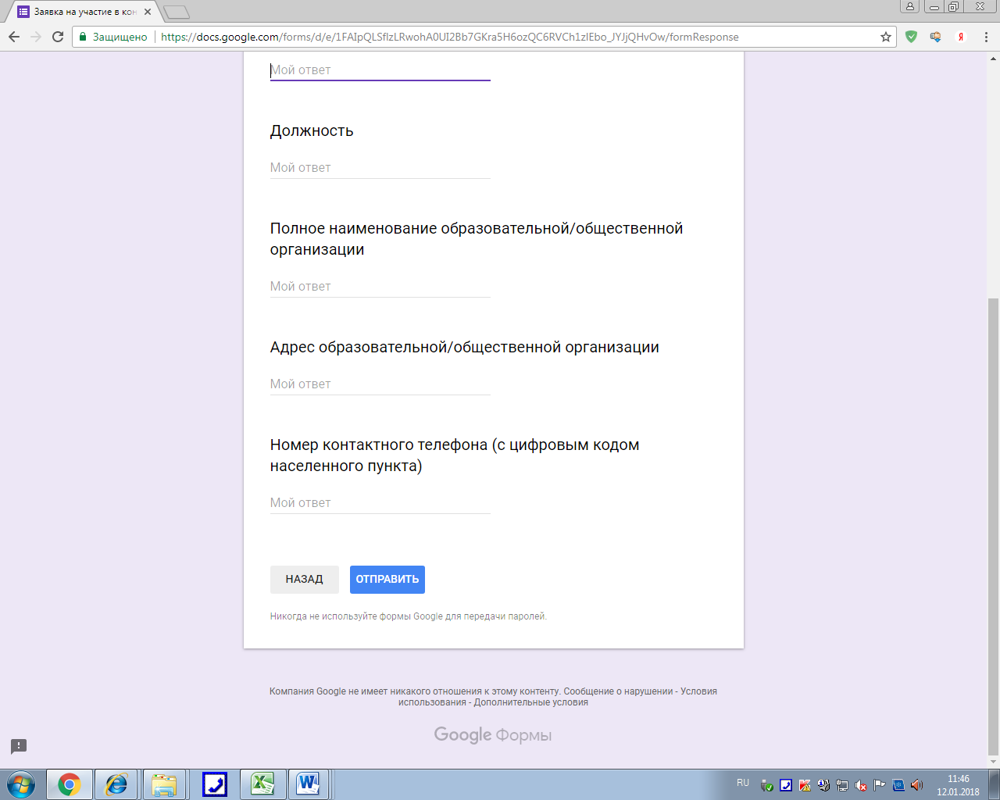 Заявка на участие в кон
Защищено
https://docs.google.com/forms/d/e/1FAIpQLSflzLRwohA0UI2Bb7GKra5H6ozQC6RVCh1zlEbo_JYJjQHvOw/formResponse
Мой ответ
Должность
Мой ответ
Полное наименование образовательной/общественной
организации
Мой ответ
Адрес образовательной/общественной организации
Мой ответ
Номер контактного телефона (с цифровым кодом
населенного пункта)
Мой ответ
НАЗАД ОТПРАВИТЬ
Никогда не используйте формы Google для передачи паролей.
Компания Google не имеет никакого отношения к этому контенту. Сообщение о нарушении - Условия
использования - Дополнительные условия
Google Формы
RU
11:46
12.01.2018